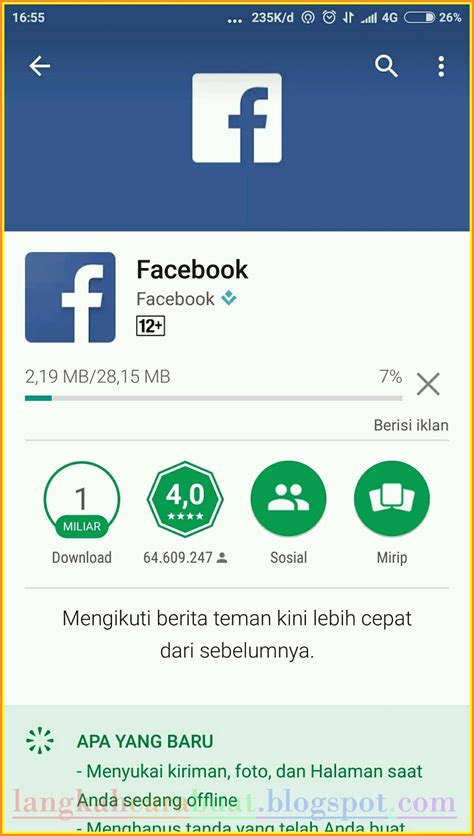 16:55 ... 235K/d 4G 26%
f
f
Facebook
Facebook
12+
2,19 MB/28,15 MB 7%
Berisi iklan
1
MILIAR
4,0
Download 64.609.247 Sosial Mirip
Mengikuti berita teman kini lebih cepat
dari sebelumnya.
APA YANG BARU
- Menyukai kiriman, foto, dan Halaman saat
Anda sedang offline
langkahcarabuat.blogspot.com
- Menghapus tanda yang telah Anda buat